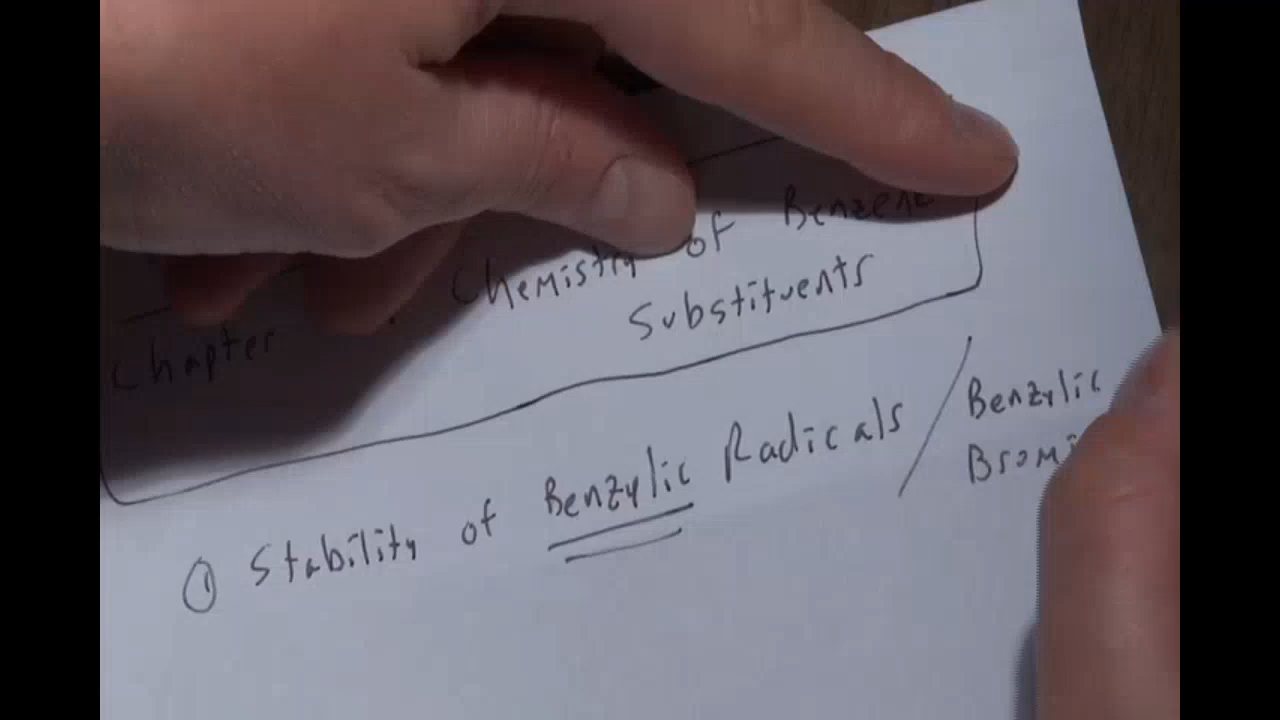 Chapter
Chemistry of Benzene
Substituents
① Stability of Benzylic Radicals / Benzylic